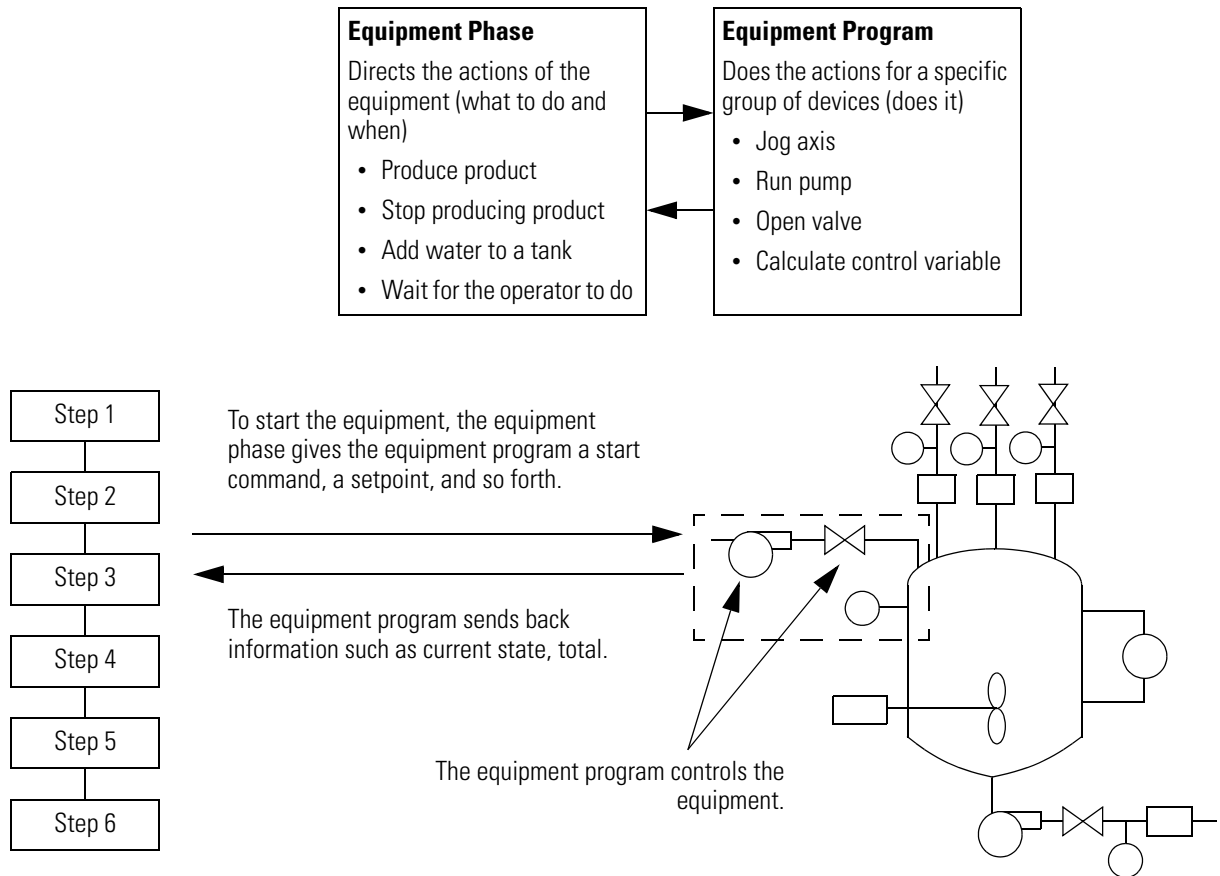 Equipment Phase
Directs the actions of the
equipment (what to do and
when)
• Produce product
• Stop producing product
• Add water to a tank
• Wait for the operator to do
Equipment Program
Does the actions for a specific
group of devices (does it)
• Jog axis
• Run pump
• Open valve
• Calculate control variable
Step 1
Step 2
Step 3
Step 4
Step 5
Step 6
To start the equipment, the equipment
phase gives the equipment program a start
command, a setpoint, and so forth.
The equipment program sends back
information such as current state, total.
The equipment program controls the
equipment.